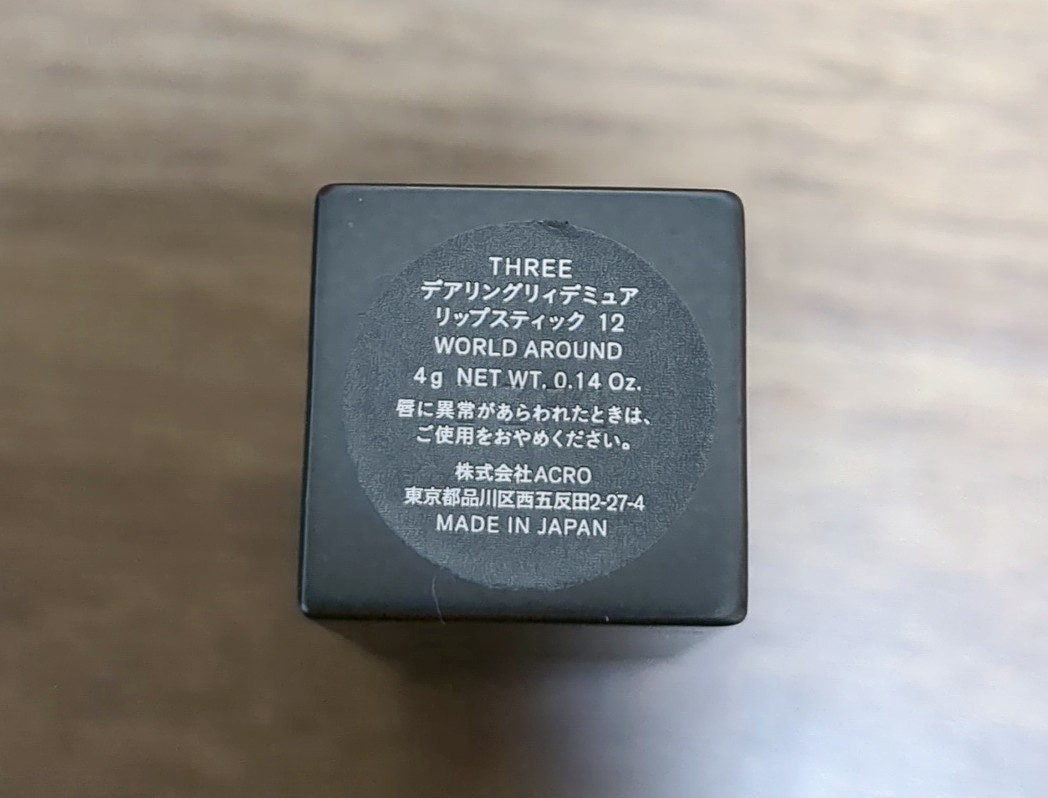 THREE
デアリングリィデミュア
リップスティック 12
WORLD AROUND
4g NET WT. 0.14 Oz.
唇に異常があらわれたときは、
ご使用をおやめください。
株式会社ACRO
東京都品川区西五反田2-27-4
MADE IN JAPAN